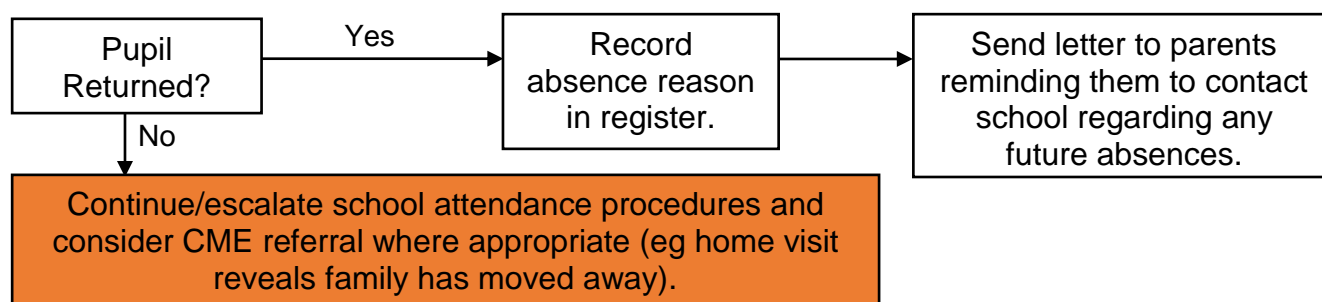 Pupil
Returned?
Yes
Record
absence reason
in register.
Send letter to parents
reminding them to contact
school regarding any
future absences.
No
Continue/escalate school attendance procedures and
consider CME referral where appropriate (eg home visit
reveals family has moved away).